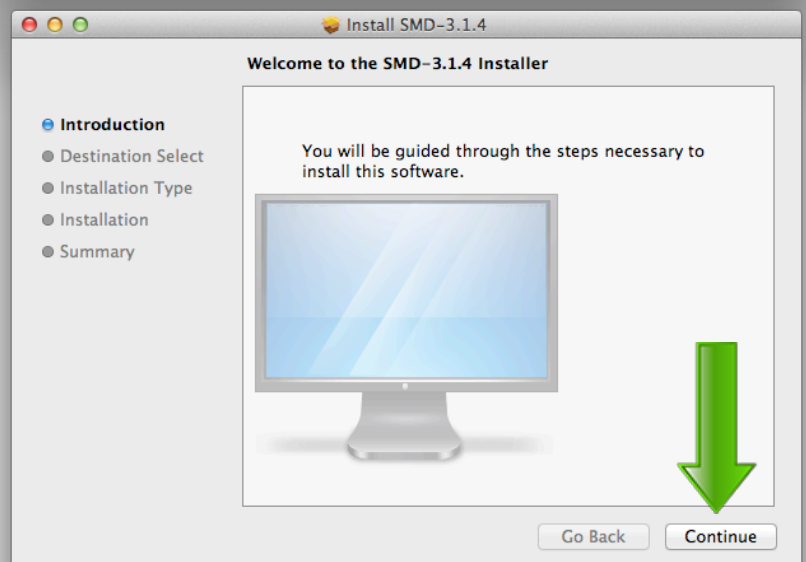 Install SMD-3.1.4
Welcome to the SMD-3.1.4 Installer
Introduction
Destination Select
Installation Type
Installation
Summary
You will be guided through the steps necessary to
install this software.
Go Back
Continue